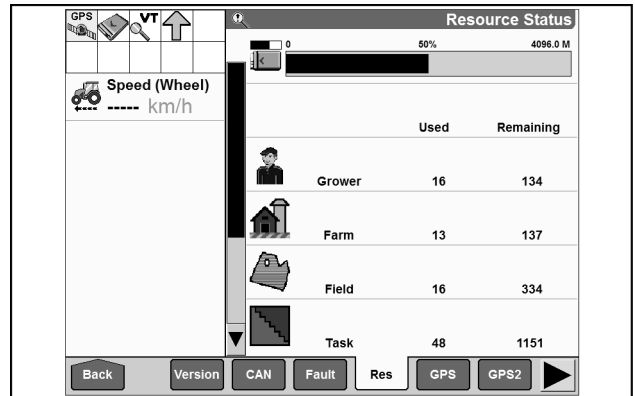 GPS
VT
Resource Status
0 50% 4096.0 M
Speed (Wheel)
----- km/h
Used Remaining
Grower 16 134
Farm 13 137
Field 16 334
Task 48 1151
Back Version CAN Fault Res GPS GPS2